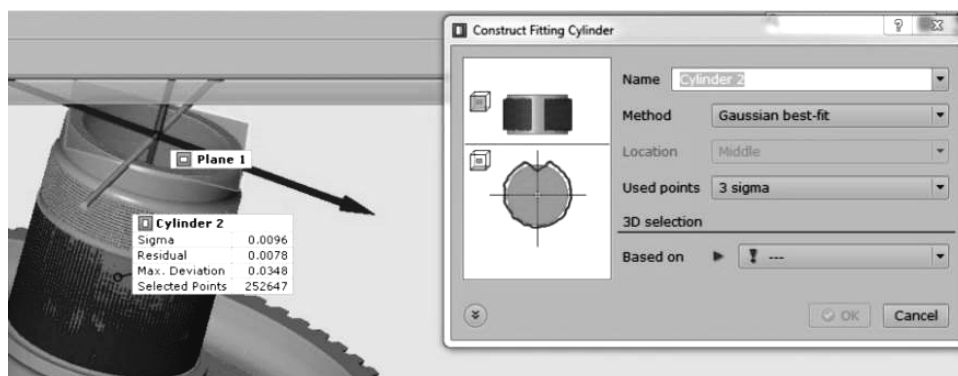 Construct Fitting Cylinder
Name Cylinder 2
Method Gaussian best-fit
Location Middle
Used points 3 sigma
3D selection
Based on ! ---
OK Cancel
Plane 1
Cylinder 2
Sigma 0.0096
Residual 0.0078
Max. Deviation 0.0348
Selected Points 252647